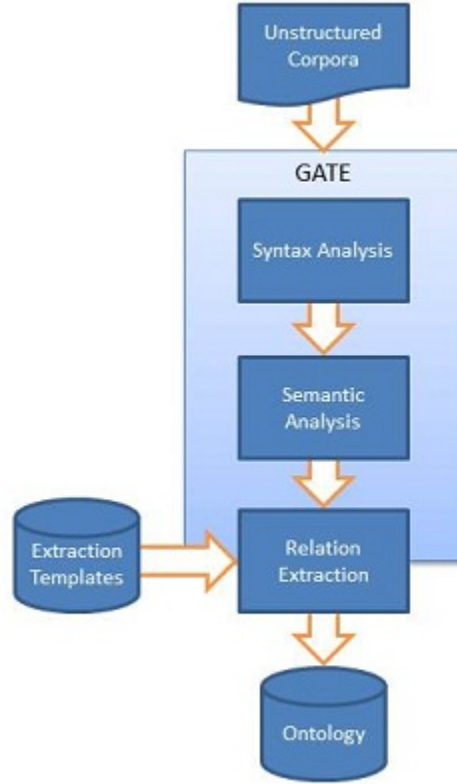 Unstructured
Corpora
GATE
Syntax Analysis
Semantic
Analysis
Extraction
Templates
Relation
Extraction
Ontology